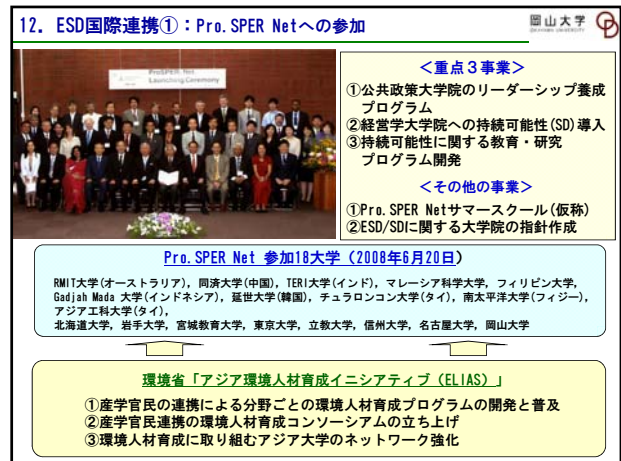 12. ESD国際連携①：Pro.SPER Netへの参加
岡山大学
OKAYAMA UNIVERSITY
ProSPER.Net
Launching Ceremony
＜重点３事業＞
①公共政策大学院のリーダーシップ養成
プログラム
②経営学大学院への持続可能性(SD)導入
③持続可能性に関する教育・研究
プログラム開発
＜その他の事業＞
①Pro.SPER Netサマースクール(仮称)
②ESD/SDIに関する大学院の指針作成
Pro.SPER Net 参加18大学（2008年6月20日）
RMIT大学(オーストラリア)，同済大学(中国)，TERI大学(インド)，マレーシア科学大学，フィリピン大学，
Gadjah Mada 大学(インドネシア)，延世大学(韓国)，チュラロンコン大学(タイ)，南太平洋大学(フィジー)，
アジア工科大学(タイ)，
北海道大学，岩手大学，宮城教育大学，東京大学，立教大学，信州大学，名古屋大学，岡山大学
環境省「アジア環境人材育成イニシアティブ（ELIAS）」
①産学官民の連携による分野ごとの環境人材育成プログラムの開発と普及
②産学官民連携の環境人材育成コンソーシアムの立ち上げ
③環境人材育成に取り組むアジア大学のネットワーク強化